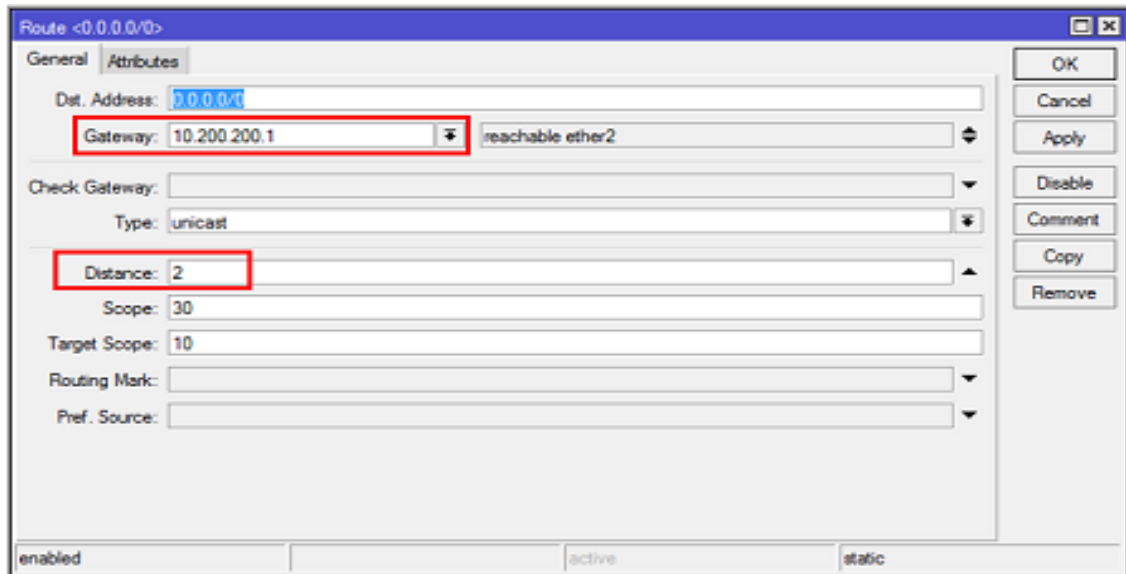 Route <0.0.0.0/0>
General Attributes
OK
Dst. Address: 0.0.0.0/0
Cancel
Gateway: 10.200.200.1 reachable ether2
Apply
Check Gateway:
Disable
Type: unicast
Comment
Copy
Distance: 2
Remove
Scope: 30
Target Scope: 10
Routing Mark:
Pref. Source:
enabled active static